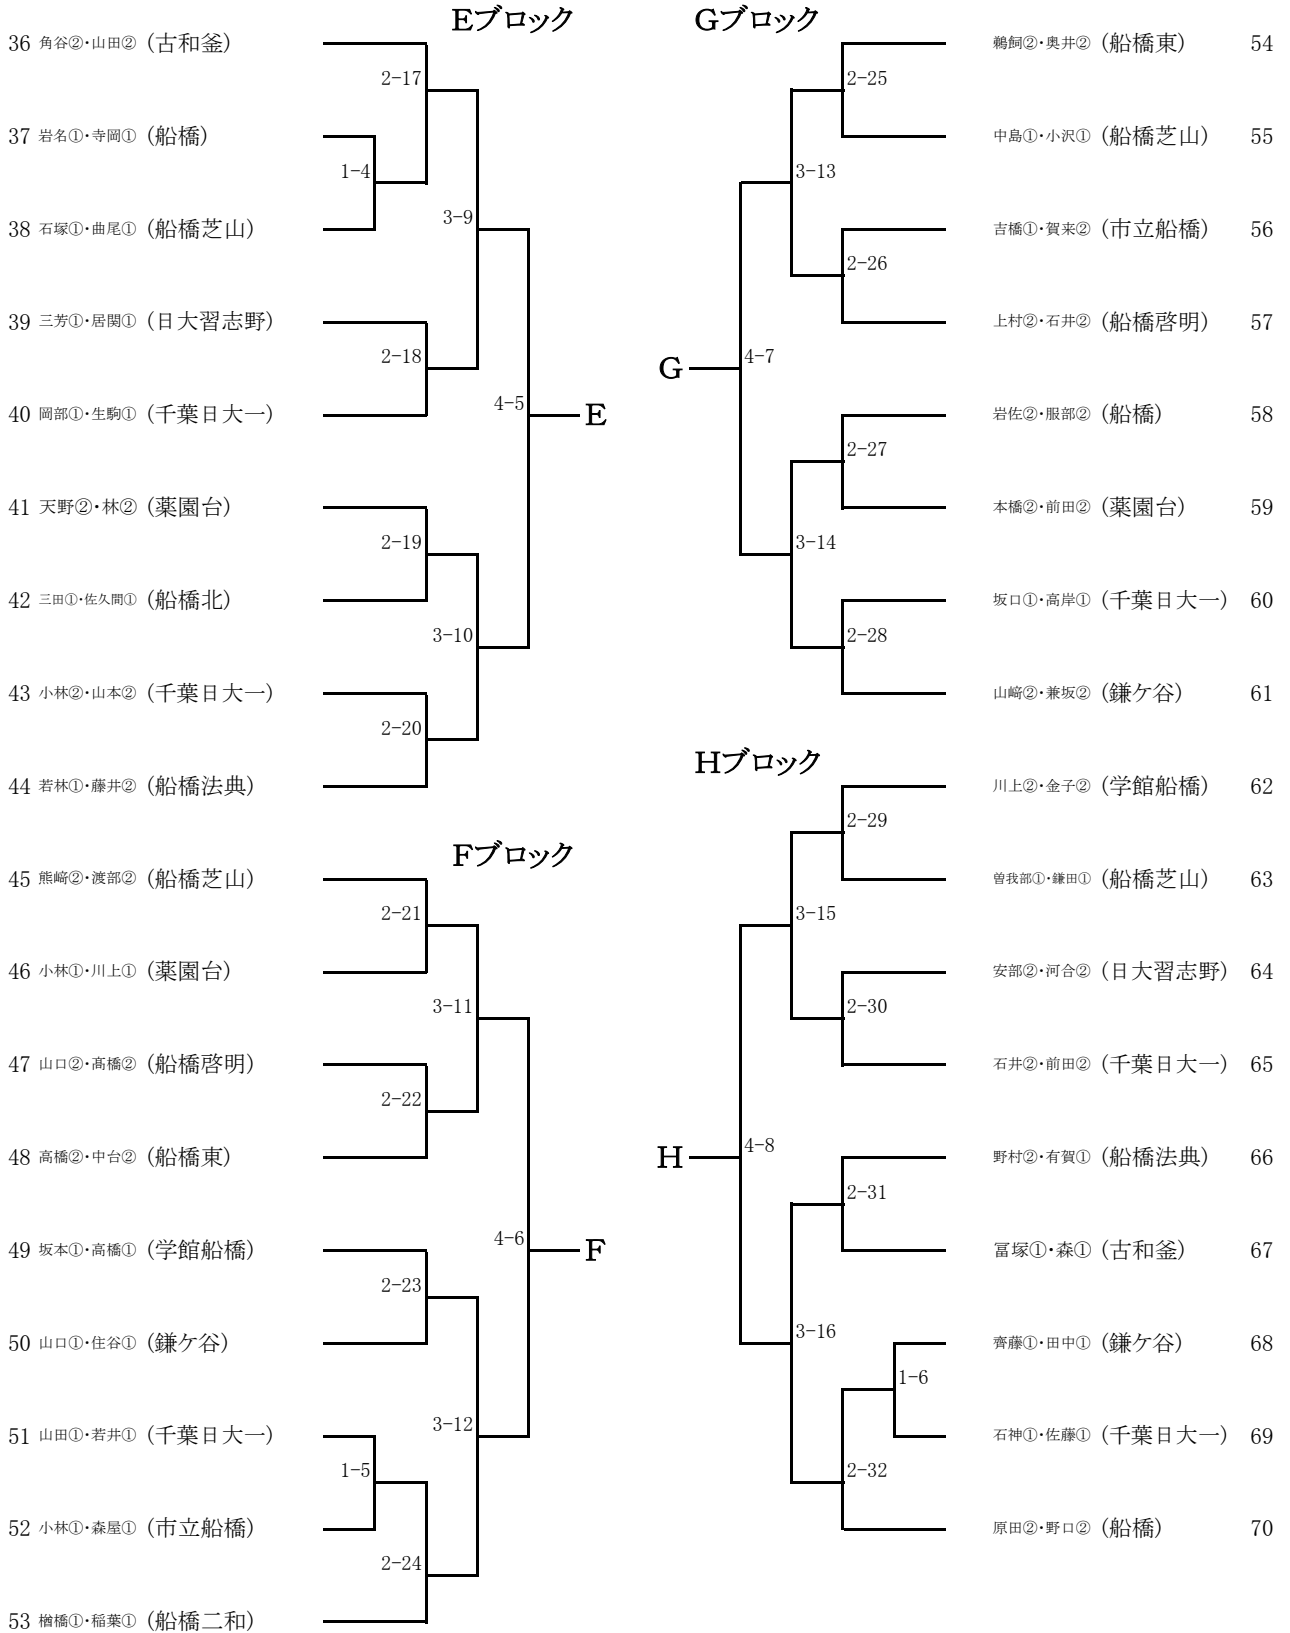 Eブロック
36 角谷②・山田② (古和釜)
2-17
37 岩名①・寺岡① (船橋)
1-4
38 石塚①・曲尾① (船橋芝山)
3-9
39 三芳①・居関① (日大習志野)
2-18
40 岡部①・生駒① (千葉日大一)
4-5
E
41 天野②・林② (薬園台)
2-19
42 三田①・佐久間① (船橋北)
3-10
43 小林②・山本② (千葉日大一)
2-20
44 若林①・藤井② (船橋法典)
Fブロック
45 熊﨑②・渡部② (船橋芝山)
2-21
46 小林①・川上① (薬園台)
3-11
47 山口②・髙橋② (船橋啓明)
2-22
48 高橋②・中台② (船橋東)
4-6
F
49 坂本①・高橋① (学館船橋)
2-23
50 山口①・住谷① (鎌ケ谷)
3-12
51 山田①・若井① (千葉日大一)
1-5
52 小林①・森屋① (市立船橋)
2-24
53 楢橋①・稲葉① (船橋二和)
Gブロック
鵜飼②・奥井② (船橋東) 54
2-25
中島①・小沢① (船橋芝山) 55
3-13
吉橋①・賀来② (市立船橋) 56
2-26
上村②・石井② (船橋啓明) 57
4-7
G
岩佐②・服部② (船橋) 58
2-27
本橋②・前田② (薬園台) 59
3-14
坂口①・高岸① (千葉日大一) 60
2-28
山﨑②・兼坂② (鎌ケ谷) 61
Hブロック
川上②・金子② (学館船橋) 62
2-29
曽我部①・鎌田① (船橋芝山) 63
3-15
安部②・河合② (日大習志野) 64
2-30
石井②・前田② (千葉日大一) 65
4-8
H
野村②・有賀① (船橋法典) 66
2-31
冨塚①・森① (古和釜) 67
3-16
齊藤①・田中① (鎌ケ谷) 68
1-6
石神①・佐藤① (千葉日大一) 69
2-32
原田②・野口② (船橋) 70